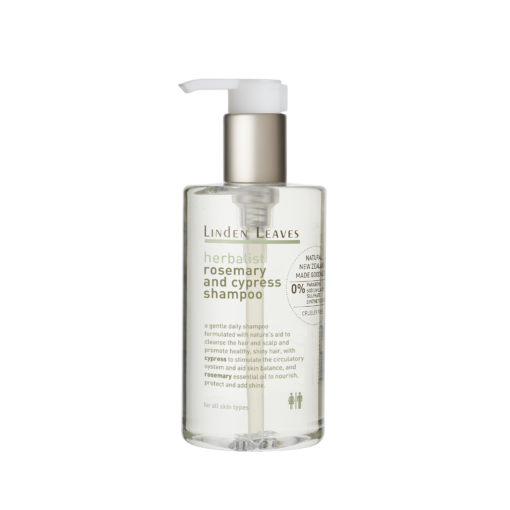 LINDEN LEAVES
herbalist
rosemary
and cypress
shampoo
a gentle daily shampoo
formulated with nature's aid to
cleanse the hair and scalp and
promote healthy, shiny hair, with
cypress to stimulate the circulatory
system and aid skin balance, and
rosemary essential oil to nourish,
protect and add shine.
for all skin types
NATURAL
NEW ZEALAND
MADE
0%